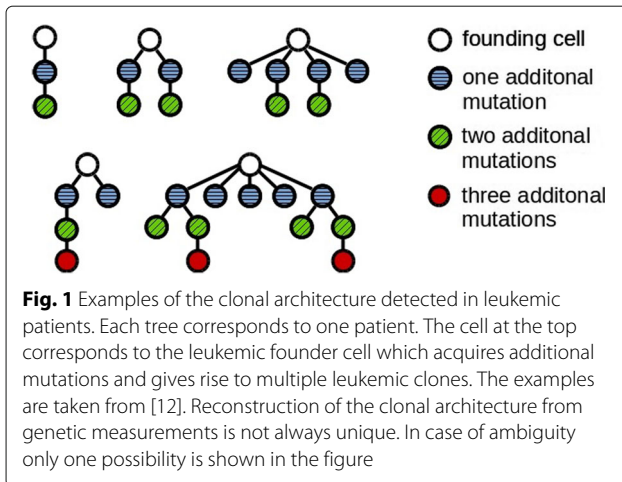 founding cell
one additonal
mutation
two additonal
mutations
three additonal
mutations
Fig. 1 Examples of the clonal architecture detected in leukemic
patients. Each tree corresponds to one patient. The cell at the top
corresponds to the leukemic founder cell which acquires additional
mutations and gives rise to multiple leukemic clones. The examples
are taken from [12]. Reconstruction of the clonal architecture from
genetic measurements is not always unique. In case of ambiguity
only one possibility is shown in the figure